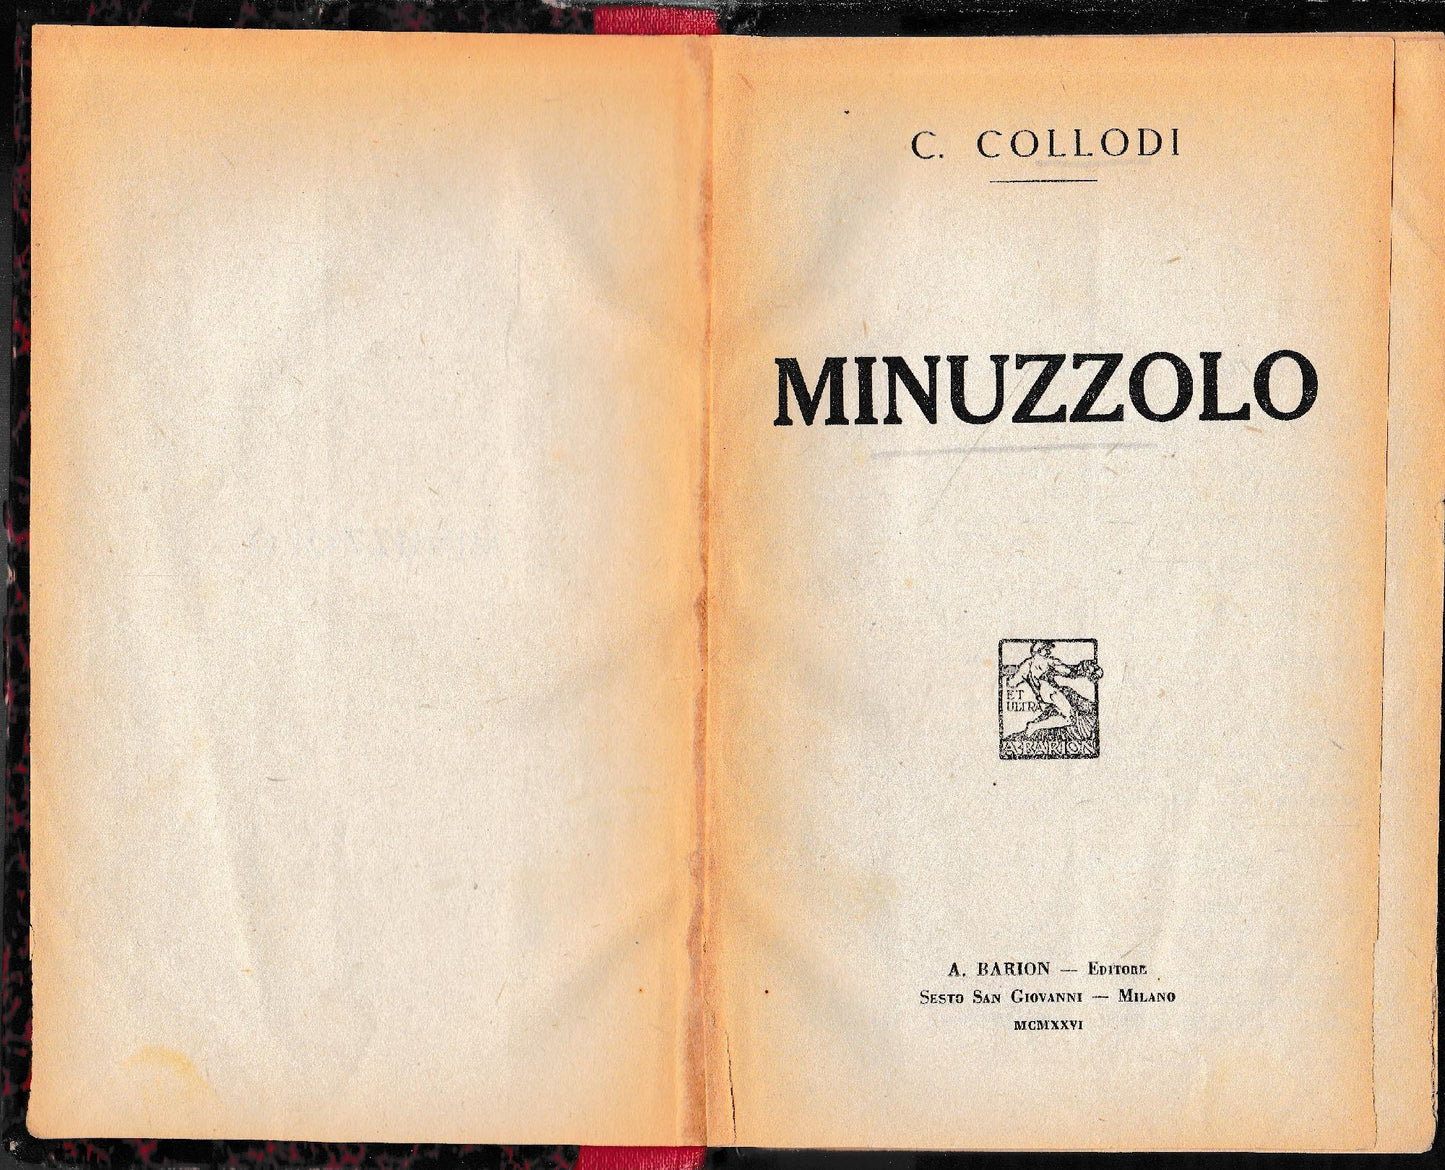 C. COLLODI
MINUZZOLO
ET
ULTRA
A. BARION
A. BARION — EDITORE
SESTO SAN GIOVANNI — MILANO
MCMXXVI